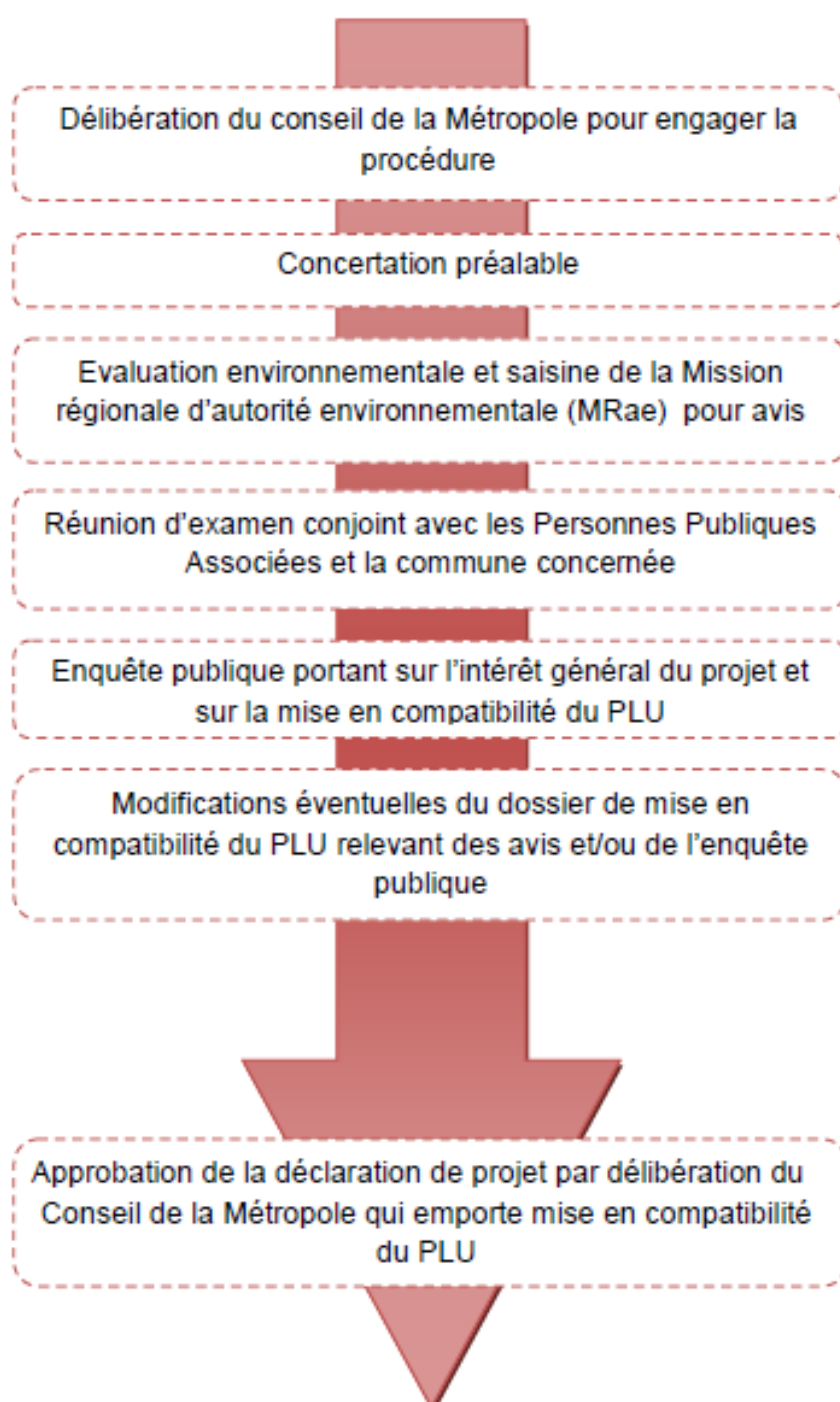 Délibération du conseil de la Métropole pour engager la
procédure
Concertation préalable
Evaluation environnementale et saisine de la Mission
régionale d'autorité environnementale (MRae) pour avis
Réunion d'examen conjoint avec les Personnes Publiques
Associées et la commune concernée
Enquête publique portant sur l'intérêt général du projet et
sur la mise en compatibilité du PLU
Modifications éventuelles du dossier de mise en
compatibilité du PLU relevant des avis et/ou de l'enquête
publique
Approbation de la déclaration de projet par délibération du
Conseil de la Métropole qui emporte mise en compatibilité
du PLU